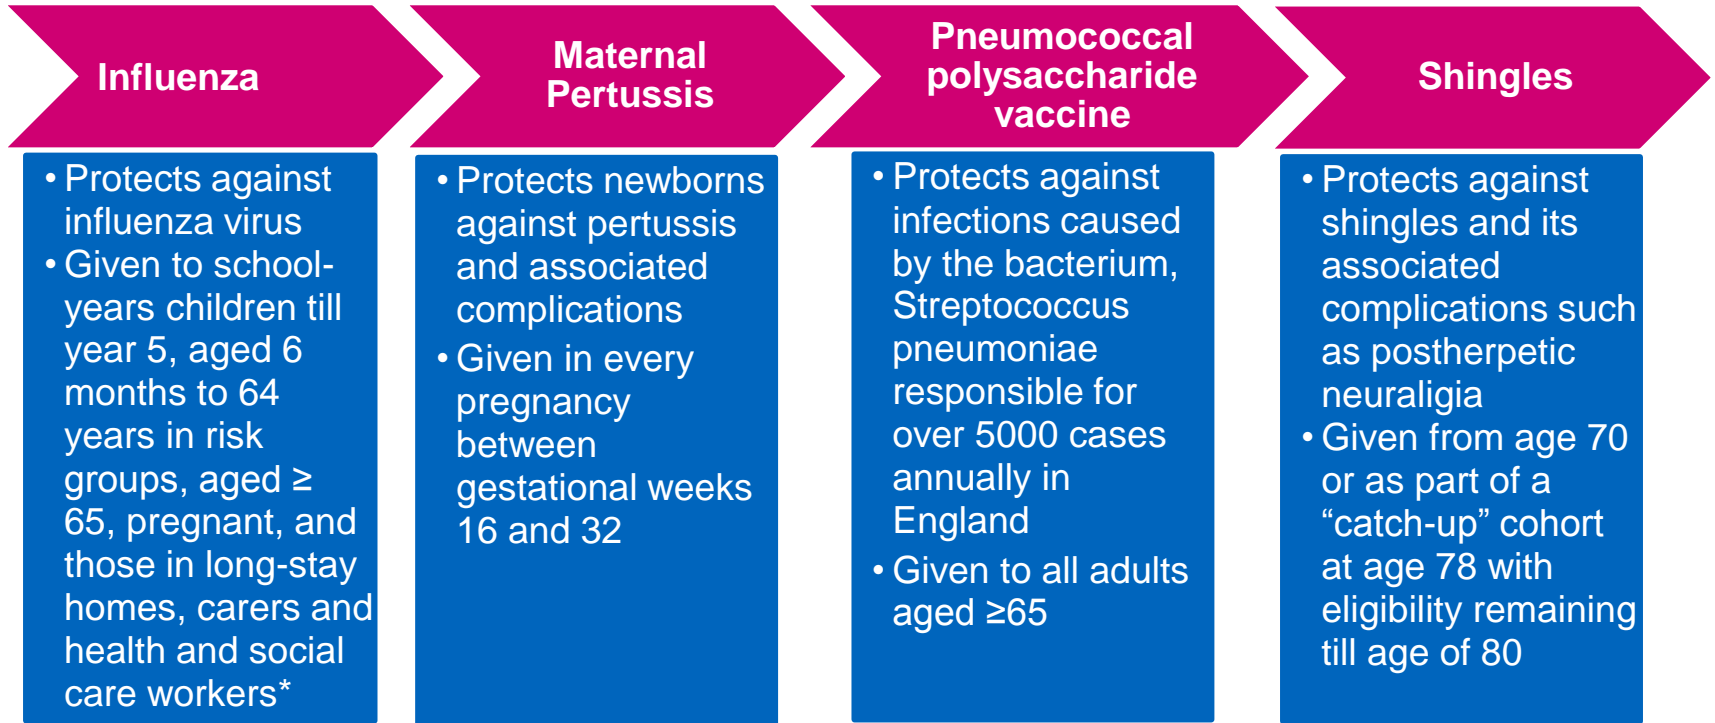 Influenza
• Protects against
influenza virus
• Given to school-
years children till
year 5, aged 6
months to 64
years in risk
groups, aged ≥
65, pregnant, and
those in long-stay
homes, carers and
health and social
care workers*
Maternal
Pertussis
• Protects newborns
against pertussis
and associated
complications
• Given in every
pregnancy
between
gestational weeks
16 and 32
Pneumococcal
polysaccharide
vaccine
• Protects against
infections caused
by the bacterium,
Streptococcus
pneumoniae
responsible for
over 5000 cases
annually in
England
• Given to all adults
aged ≥65
Shingles
• Protects against
shingles and its
associated
complications such
as postherpetic
neuraligia
• Given from age 70
or as part of a
“catch-up” cohort
at age 78 with
eligibility remaining
till age of 80